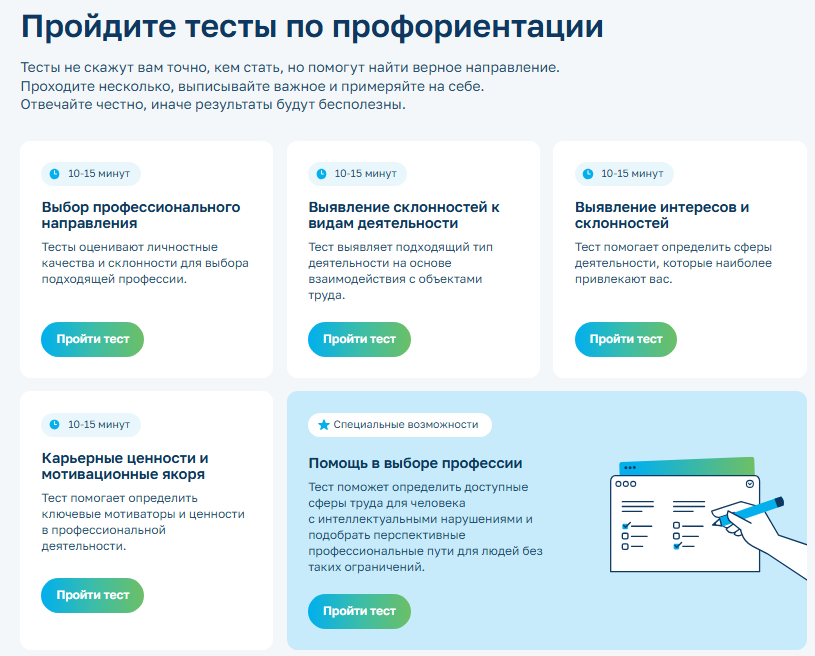 Пройдите тесты по профориентации
Тесты не скажут вам точно, кем стать, но помогут найти верное направление.
Проходите несколько, выписывайте важное и примеряйте на себе.
Отвечайте честно, иначе результаты будут бесполезны.
10-15 минут
Выбор профессионального
направления
Тесты оценивают личностные
качества и склонности для выбора
подходящей профессии.
Пройти тест
10-15 минут
Выявление склонностей к
видам деятельности
Тест выявляет подходящий тип
деятельности на основе
взаимодействия с объектами
труда.
Пройти тест
10-15 минут
Выявление интересов и
склонностей
Тест помогает определить сферы
деятельности, которые наиболее
привлекают вас.
Пройти тест
10-15 минут
Карьерные ценности и
мотивационные якоря
Тест помогает определить
ключевые мотиваторы и ценности
в профессиональной
деятельности.
Пройти тест
Специальные возможности
Помощь в выборе профессии
Тест поможет определить доступные
сферы труда для человека
с интеллектуальными нарушениями и
подобрать перспективные
профессиональные пути для людей без
таких ограничений.
Пройти тест